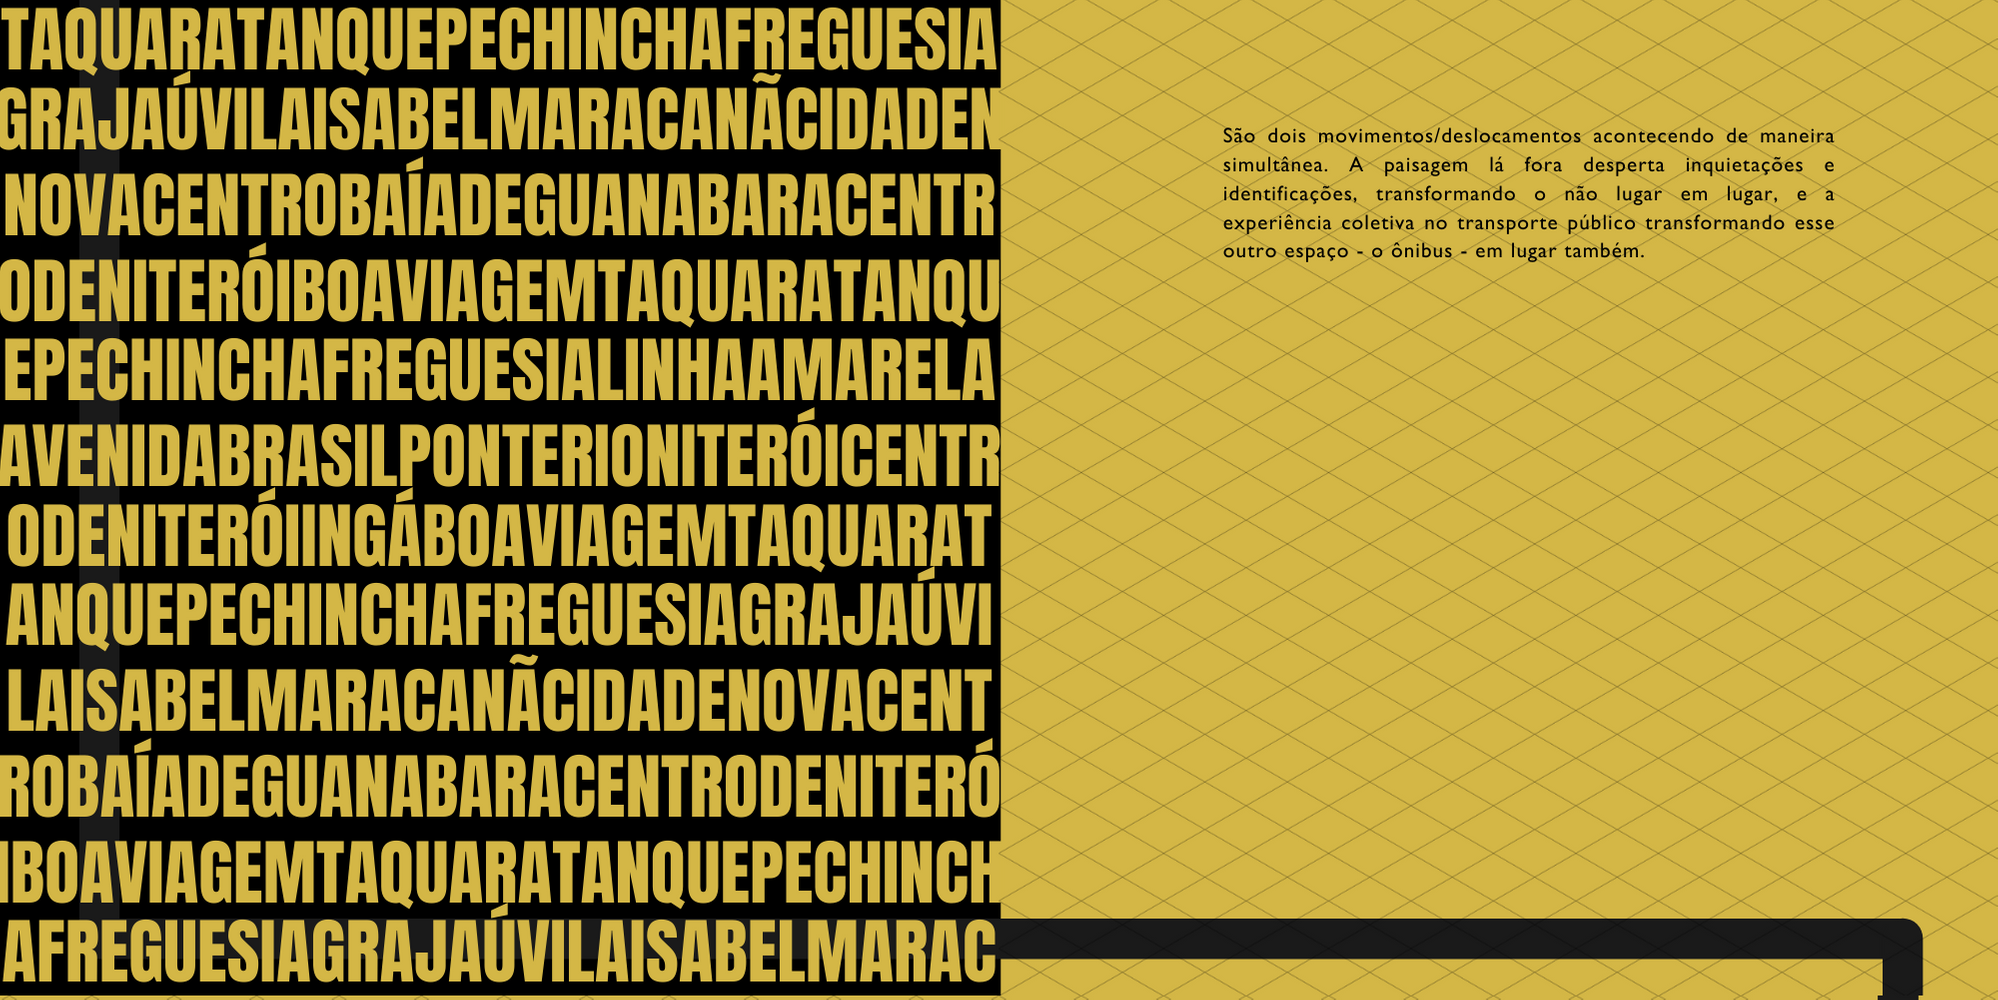 TAQUARATANQUEPECHINCHAFREGUESIA
GRAJAÚVILAISABELMARACANÃCIDADEN
NOVACENTROBAÍADEGUANABARACENTR
ODENITERÓIBOAVIAGEMTAQUARATANQU
EPECHINCHAFREGUESIALINHAAMARELA
AVENIDABRASILPONTERIONITERÓICENTR
ODENITERÓIINGÁBOAVIAGEMTAQUARAT
ANQUEPECHINCHAFREGUESIAGRAJAÚVI
LAISABELMARACANÃCIDADENOVACENT
ROBAÍADEGUANABARACENTRODENITERÓ
IBOAVIAGEMTAQUARATANQUEPECHINCH
AFREGUESIAGRAJAÚVILAISABELMARAC
São dois movimentos/deslocamentos acontecendo de maneira
simultânea. A paisagem lá fora desperta inquietações e
identificações, transformando o não lugar em lugar, e a
experiência coletiva no transporte público transformando esse
outro espaço - o ônibus - em lugar também.